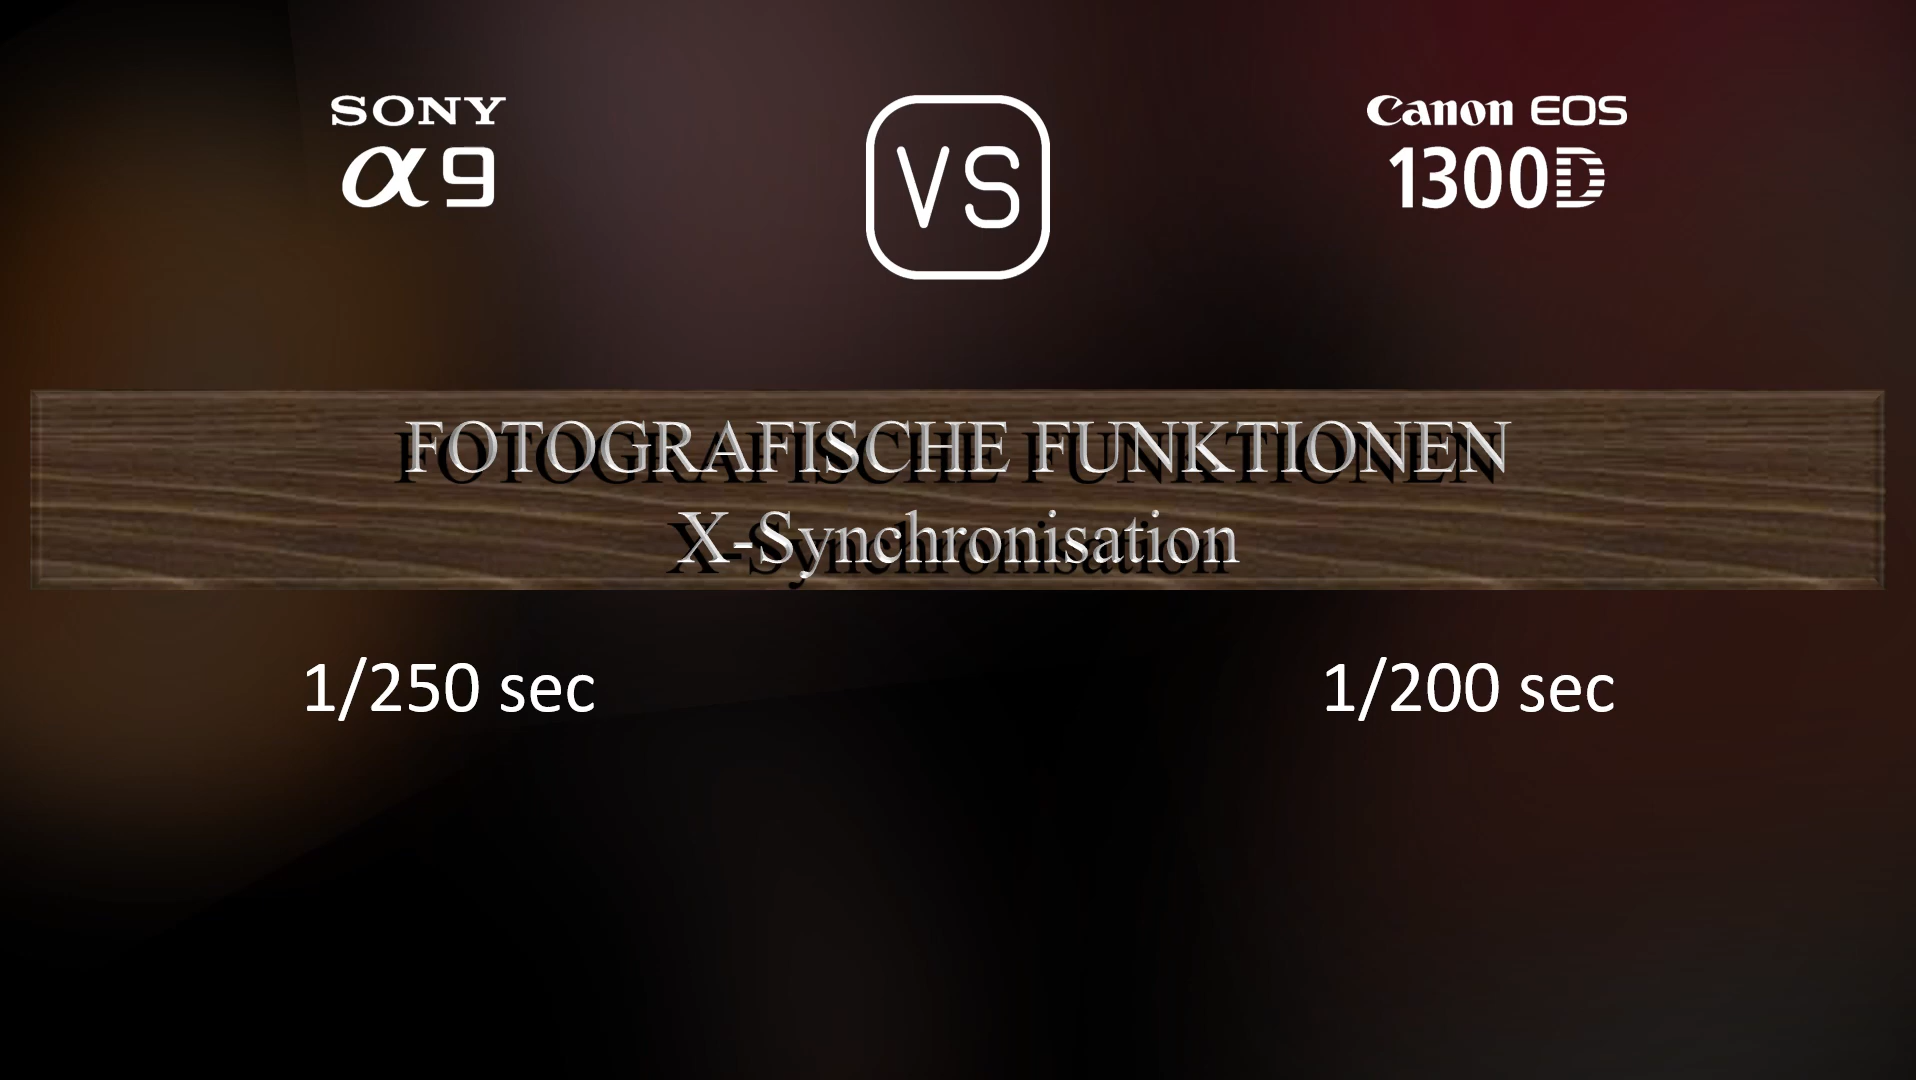 SONY
α9
VS
Canon EOS
1300D
FOTOGRAFISCHE FUNKTIONEN
X-Synchronisation
1/250 sec
1/200 sec